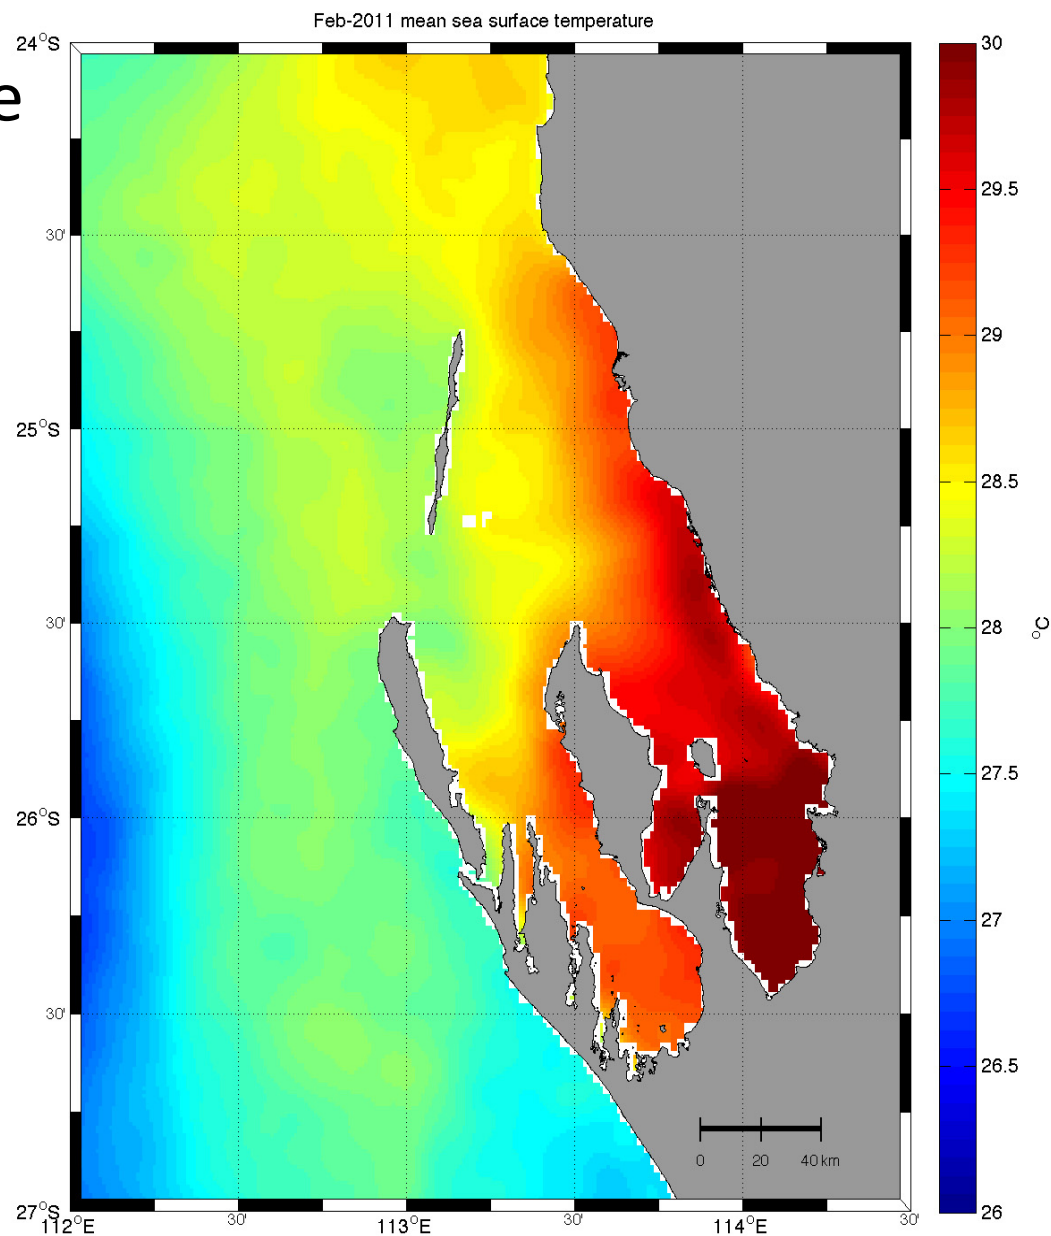 Feb-2011 mean sea surface temperature
e
24°S
30'
25°S
30'
26°S
30'
27°S
112°E
30'
113°E
30'
114°E
30'
0 20 40 km
30
29.5
29
28.5
28
27.5
27
26.5
26
°C